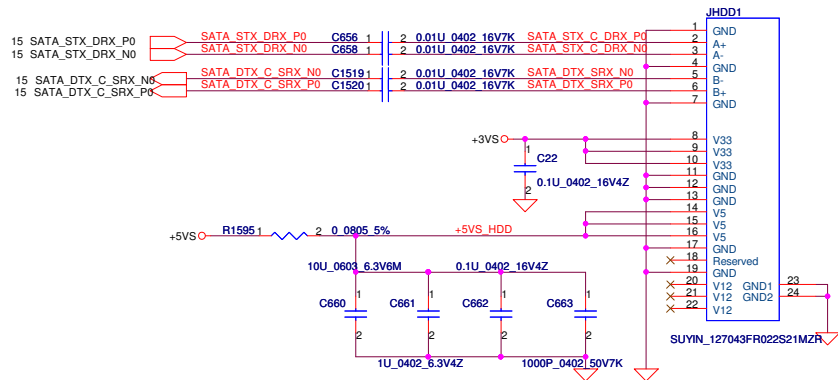 JHDD1
1 GND
15 SATA_STX_DRX_P0 SATA_STX_DRX_P0 C656 1 2 0.01U_0402_16V7K SATA_STX_C_DRX_P0 2 A+
15 SATA_STX_DRX_N0 SATA_STX_DRX_N0 C658 1 2 0.01U_0402_16V7K SATA_STX_C_DRX_N0 3 A-
4 GND
15 SATA_DTX_C_SRX_N0 SATA_DTX_C_SRX_N0 C1519 1 2 0.01U_0402_16V7K SATA_DTX_SRX_N0 5 B-
15 SATA_DTX_C_SRX_P0 SATA_DTX_C_SRX_P0 C1520 1 2 0.01U_0402_16V7K SATA_DTX_SRX_P0 6 B+
7 GND
+3VS 8 V33
1 9 V33
C22 10 V33
11 GND
0.1U_0402_16V4Z 12 GND
2 13 GND
14 V5
15 V5
+5VS R1595 1 2 0_0805_5% +5VS_HDD 16 V5
17 GND
18 Reserved
10U_0603_6.3V6M 0.1U_0402_16V4Z 19 GND
20 V12 GND1 23
1 1 1 1 21 V12 GND2 24
C660 C661 C662 C663 22 V12
2 2 2 2 SUYIN_127043FR022S21MZR
1U_0402_6.3V4Z 1000P_0402_50V7K